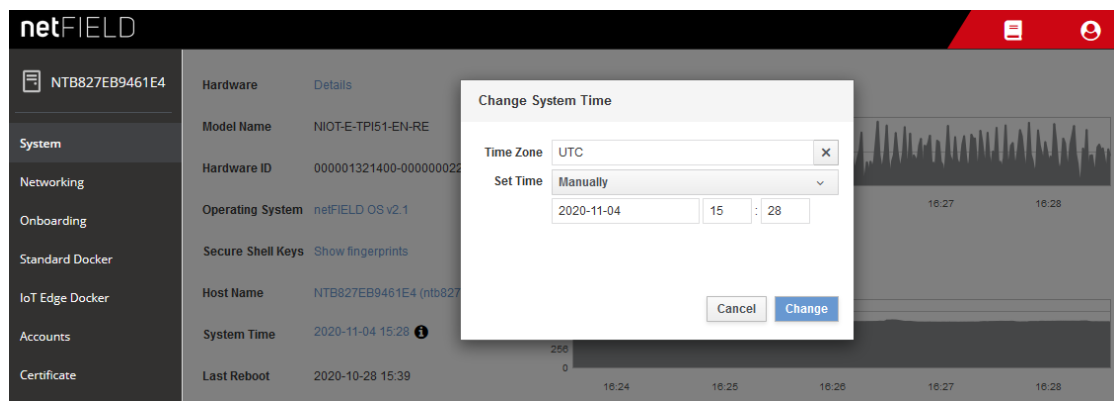 netFIELD
NTB827EB9461E4
System
Networking
Onboarding
Standard Docker
IoT Edge Docker
Accounts
Certificate
Hardware Details
Model Name NIOT-E-TPI51-EN-RE
Hardware ID 000001321400-000000022
Operating System netFIELD OS v2.1
Secure Shell Keys Show fingerprints
Host Name NTB827EB9461E4 (ntb827
System Time 2020-11-04 15:28
Last Reboot 2020-10-28 15:39
Change System Time
Time Zone UTC
Set Time Manually
2020-11-04 15 : 28
Cancel Change
16:27 16:28
256
0
16:24 16:25 16:26 16:27 16:28